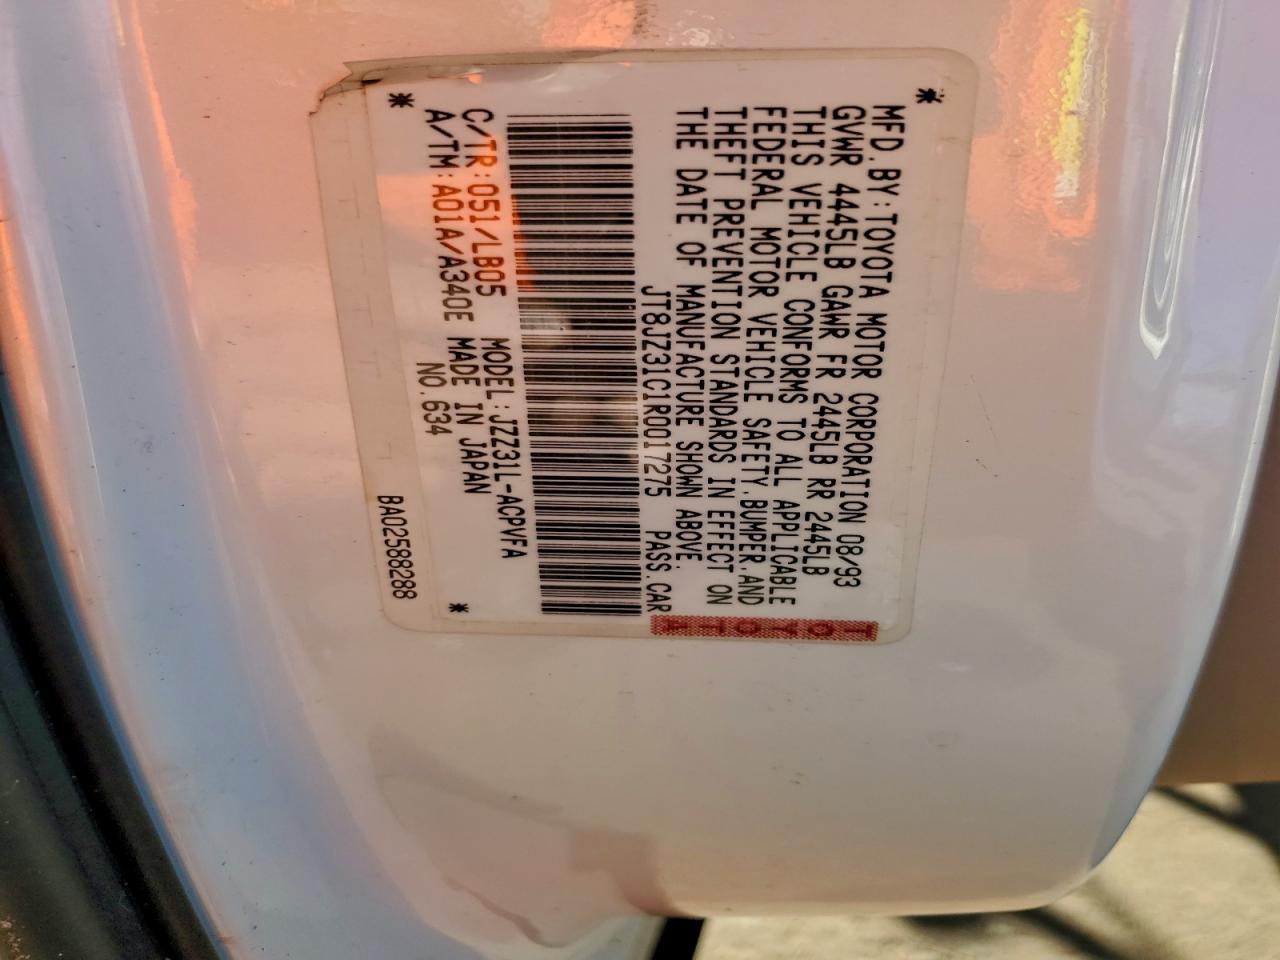 MFD.BY:TOYOTA MOTOR CORPORATION 08/93
GVWR 4445LB GAWR FR 2445LB RR 2445LB
THIS VEHICLE CONFORMS TO ALL APPLICABLE
FEDERAL MOTOR VEHICLE SAFETY,BUMPER,AND
THEFT PREVENTION STANDARDS IN EFFECT ON
THE DATE OF MANUFACTURE SHOWN ABOVE.
JT8JZ31C1R0017275 PASS.CAR
C/TR:051/LB05 MODEL:JZZ31L-ACPVFA
A/TM:A01A/A340E MADE IN JAPAN
NO.634
BA02588288
TOYOTA